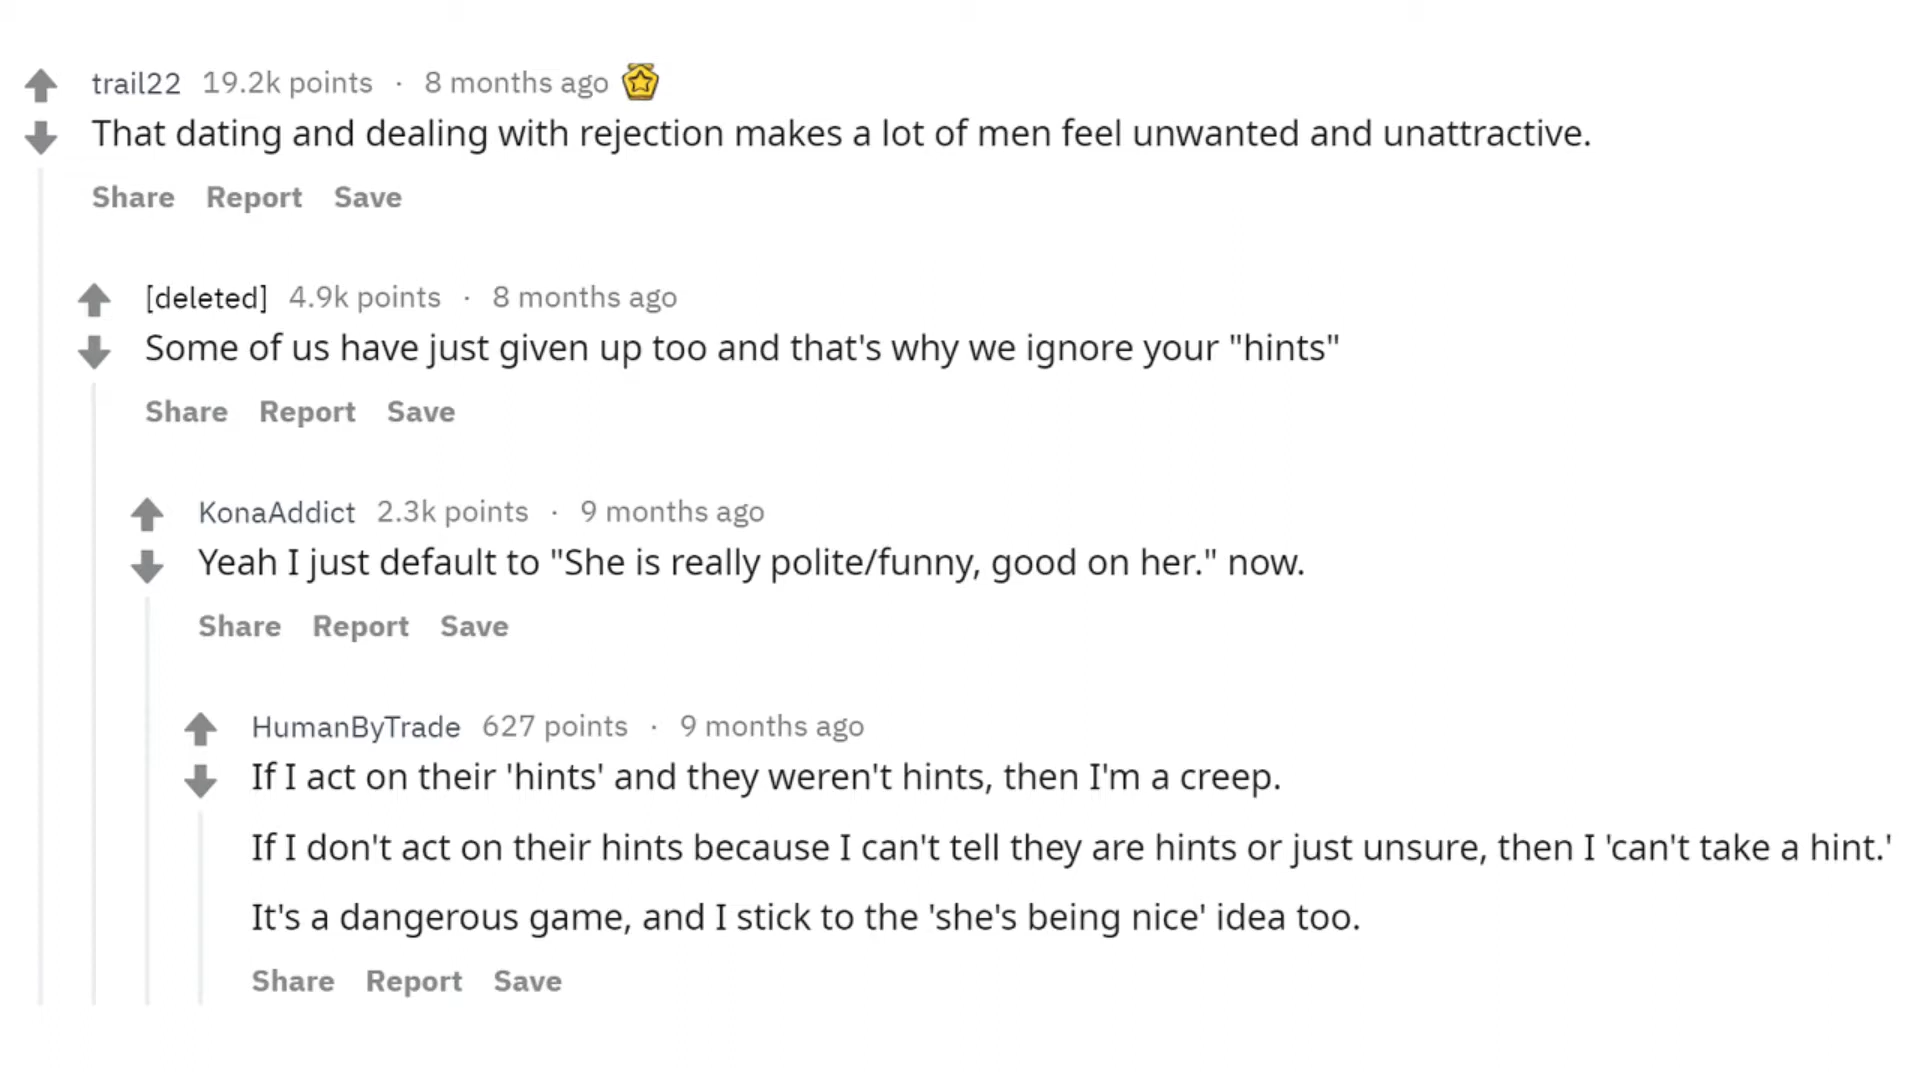 trail22 19.2k points · 8 months ago
That dating and dealing with rejection makes a lot of men feel unwanted and unattractive.
Share Report Save
[deleted] 4.9k points · 8 months ago
Some of us have just given up too and that's why we ignore your "hints"
Share Report Save
KonaAddict 2.3k points · 9 months ago
Yeah I just default to "She is really polite/funny, good on her." now.
Share Report Save
HumanByTrade 627 points · 9 months ago
If I act on their 'hints' and they weren't hints, then I'm a creep.
If I don't act on their hints because I can't tell they are hints or just unsure, then I 'can't take a hint.'
It's a dangerous game, and I stick to the 'she's being nice' idea too.
Share Report Save